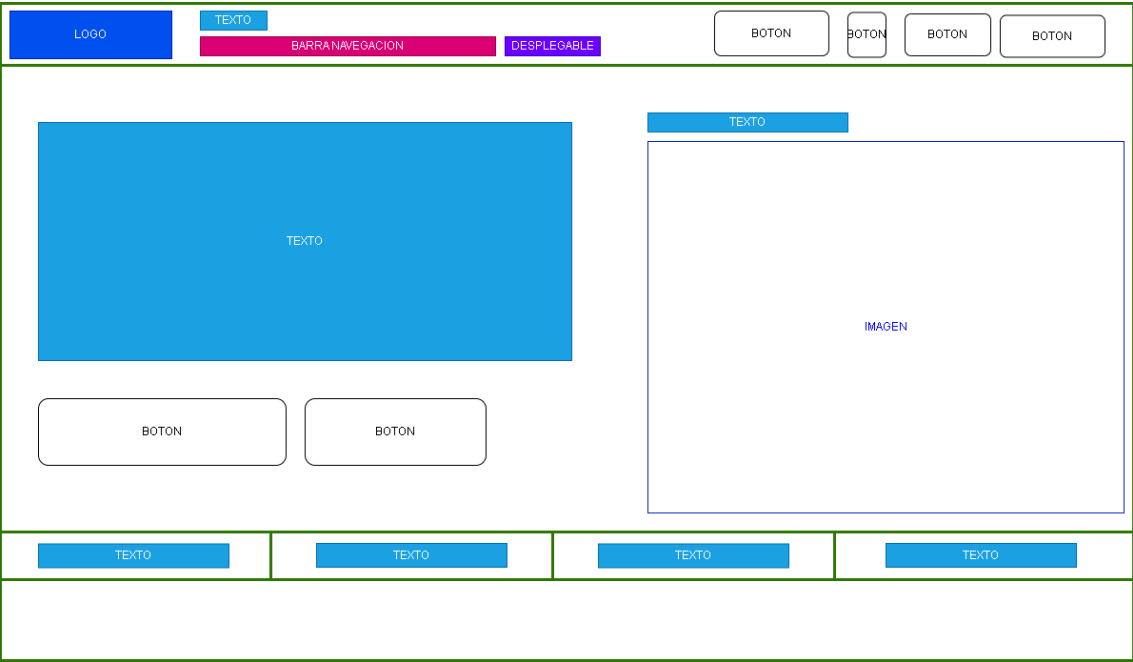 LOGO
TEXTO
BARRA NAVEGACION
DESPLEGABLE
BOTON
BOTON
BOTON
BOTON
TEXTO
TEXTO
IMAGEN
BOTON
BOTON
TEXTO
TEXTO
TEXTO
TEXTO